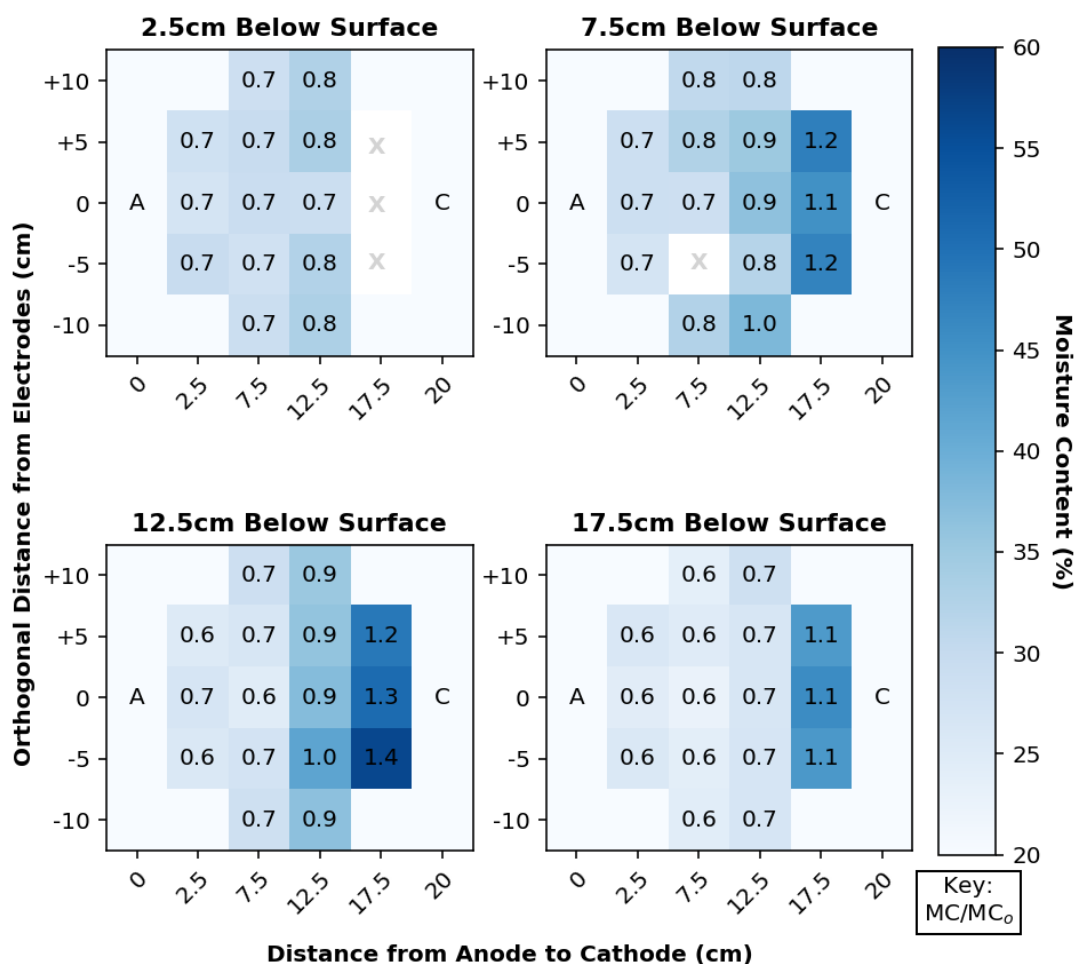 2.5cm Below Surface
+10 0.7 0.8
+5 0.7 0.7 0.8 x
0 A 0.7 0.7 0.7 x C
-5 0.7 0.7 0.8 x
-10 0.7 0.8
0 2.5 7.5 12.5 17.5 20
7.5cm Below Surface
+10 0.8 0.8
+5 0.7 0.8 0.9 1.2
0 A 0.7 0.7 0.9 1.1 C
-5 0.7 x 0.8 1.2
-10 0.8 1.0
0 2.5 7.5 12.5 17.5 20
12.5cm Below Surface
+10 0.7 0.9
+5 0.6 0.7 0.9 1.2
0 A 0.7 0.6 0.9 1.3 C
-5 0.6 0.7 1.0 1.4
-10 0.7 0.9
0 2.5 7.5 12.5 17.5 20
17.5cm Below Surface
+10 0.6 0.7
+5 0.6 0.6 0.7 1.1
0 A 0.6 0.6 0.7 1.1 C
-5 0.6 0.6 0.7 1.1
-10 0.6 0.7
0 2.5 7.5 12.5 17.5 20
Orthogonal Distance from Electrodes (cm)
Distance from Anode to Cathode (cm)
60
55
50
45
40
35
30
25
20
Moisture Content (%)
Key:
MC/MCo